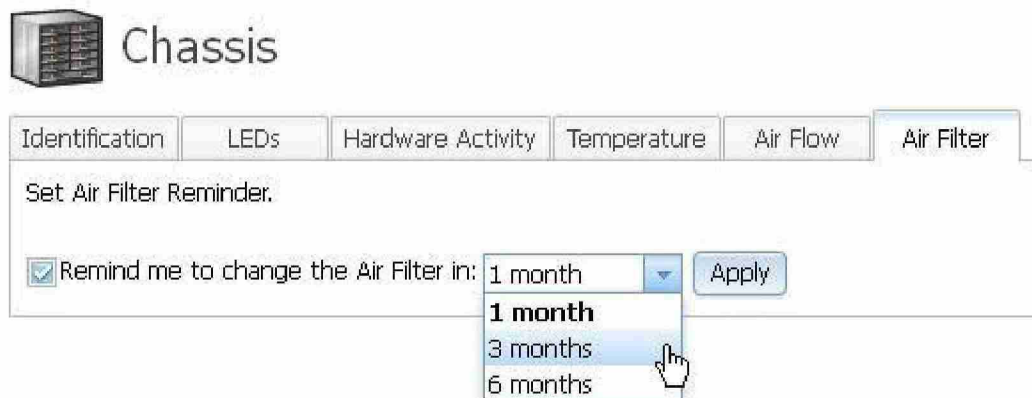 Chassis
Identification LEDs Hardware Activity Temperature Air Flow Air Filter
Set Air Filter Reminder.
Remind me to change the Air Filter in: 1 month Apply
1 month
3 months
6 months